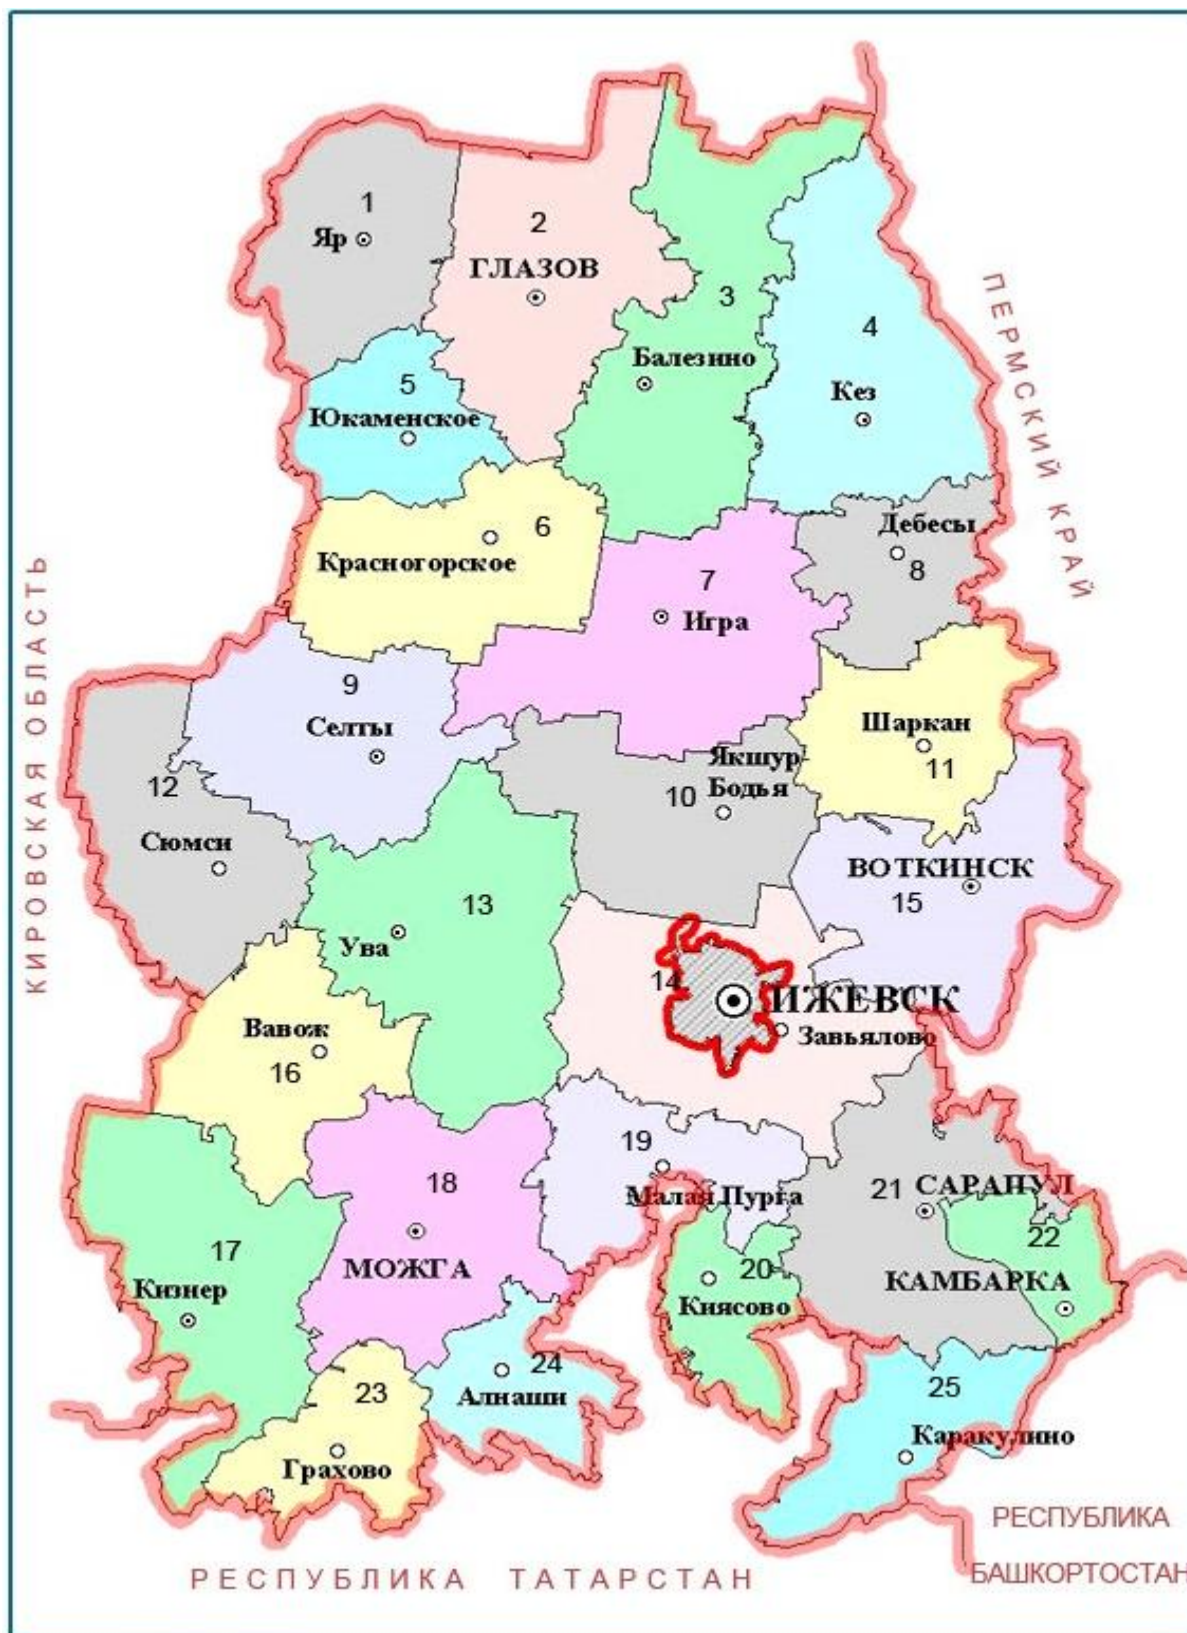 1
Яр
2
ГЛАЗОВ
3
Балезино
4
Кез
5
Юкаменское
6
Красногорское
7
Игра
Дебесы
8
9
Селты
10
Якшур
Бодья
Шаркан
11
12
Сюмси
13
Ува
14
ИЖЕВСК
Завьялово
ВОТКИНСК
15
Вавож
16
17
Кизнер
18
МОЖГА
19
Малая Пурга
20
Киясово
21
САРАПУЛ
22
КАМБАРКА
23
Грахово
24
Алнаши
25
Каракулино
КИРОВСКАЯ ОБЛАСТЬ
ПЕРМСКИЙ КРАЙ
РЕСПУБЛИКА ТАТАРСТАН
РЕСПУБЛИКА
БАШКОРТОСТАН